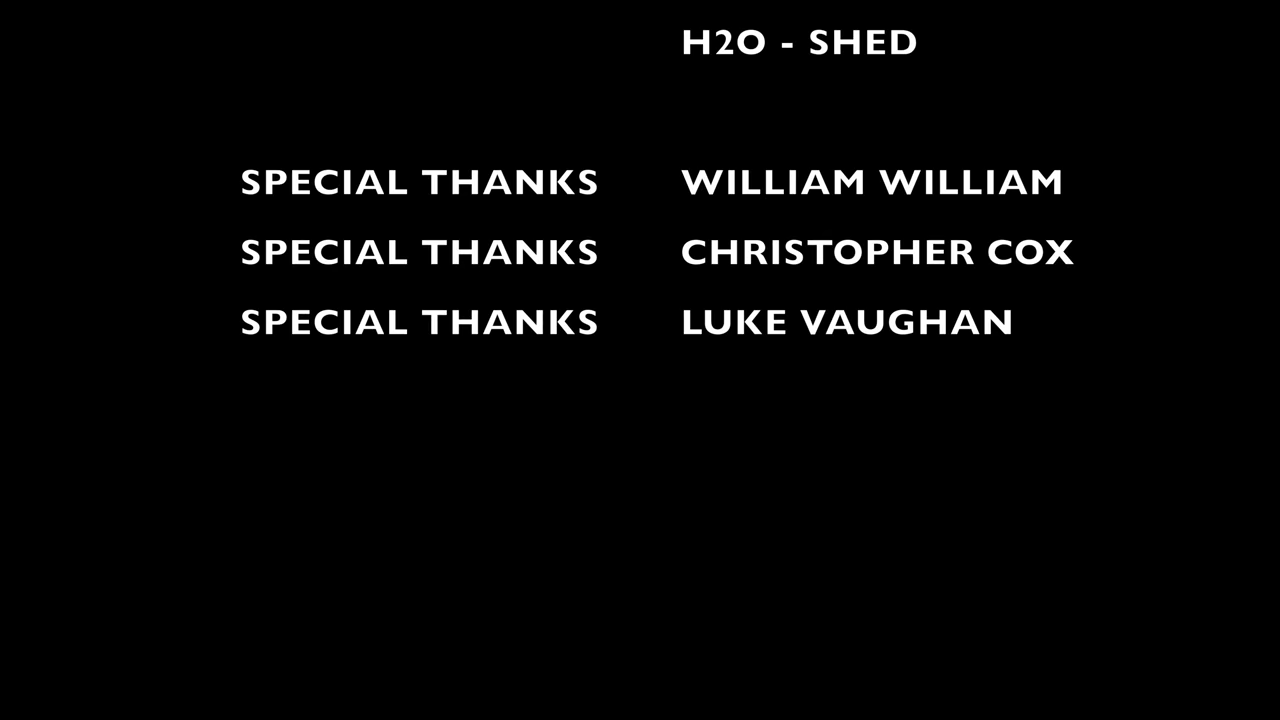 H2O - SHED
SPECIAL THANKS WILLIAM WILLIAM
SPECIAL THANKS CHRISTOPHER COX
SPECIAL THANKS LUKE VAUGHAN